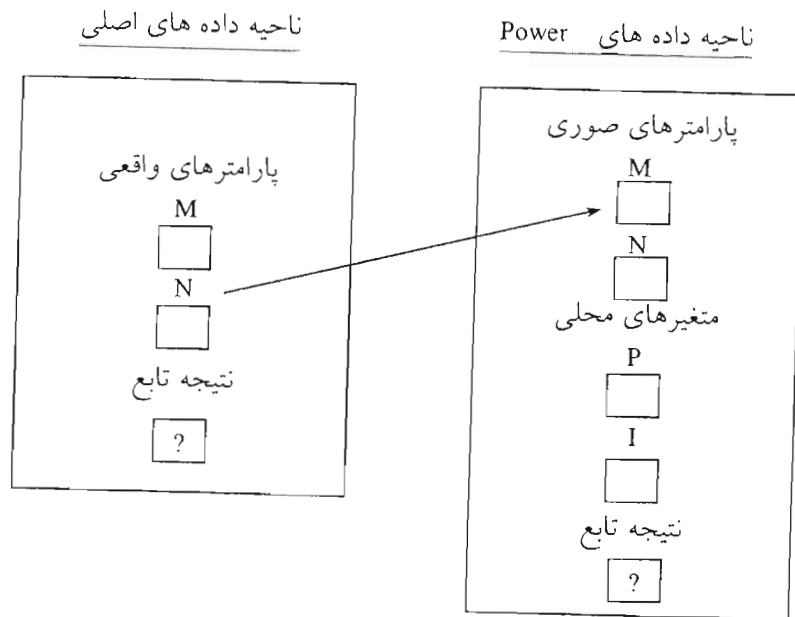 ناحیه داده های اصلی
پارامترهای واقعی
M
N
نتیجه تابع
?
ناحیه داده های Power
پارامترهای صوری
M
N
متغیرهای محلی
P
I
نتیجه تابع
?